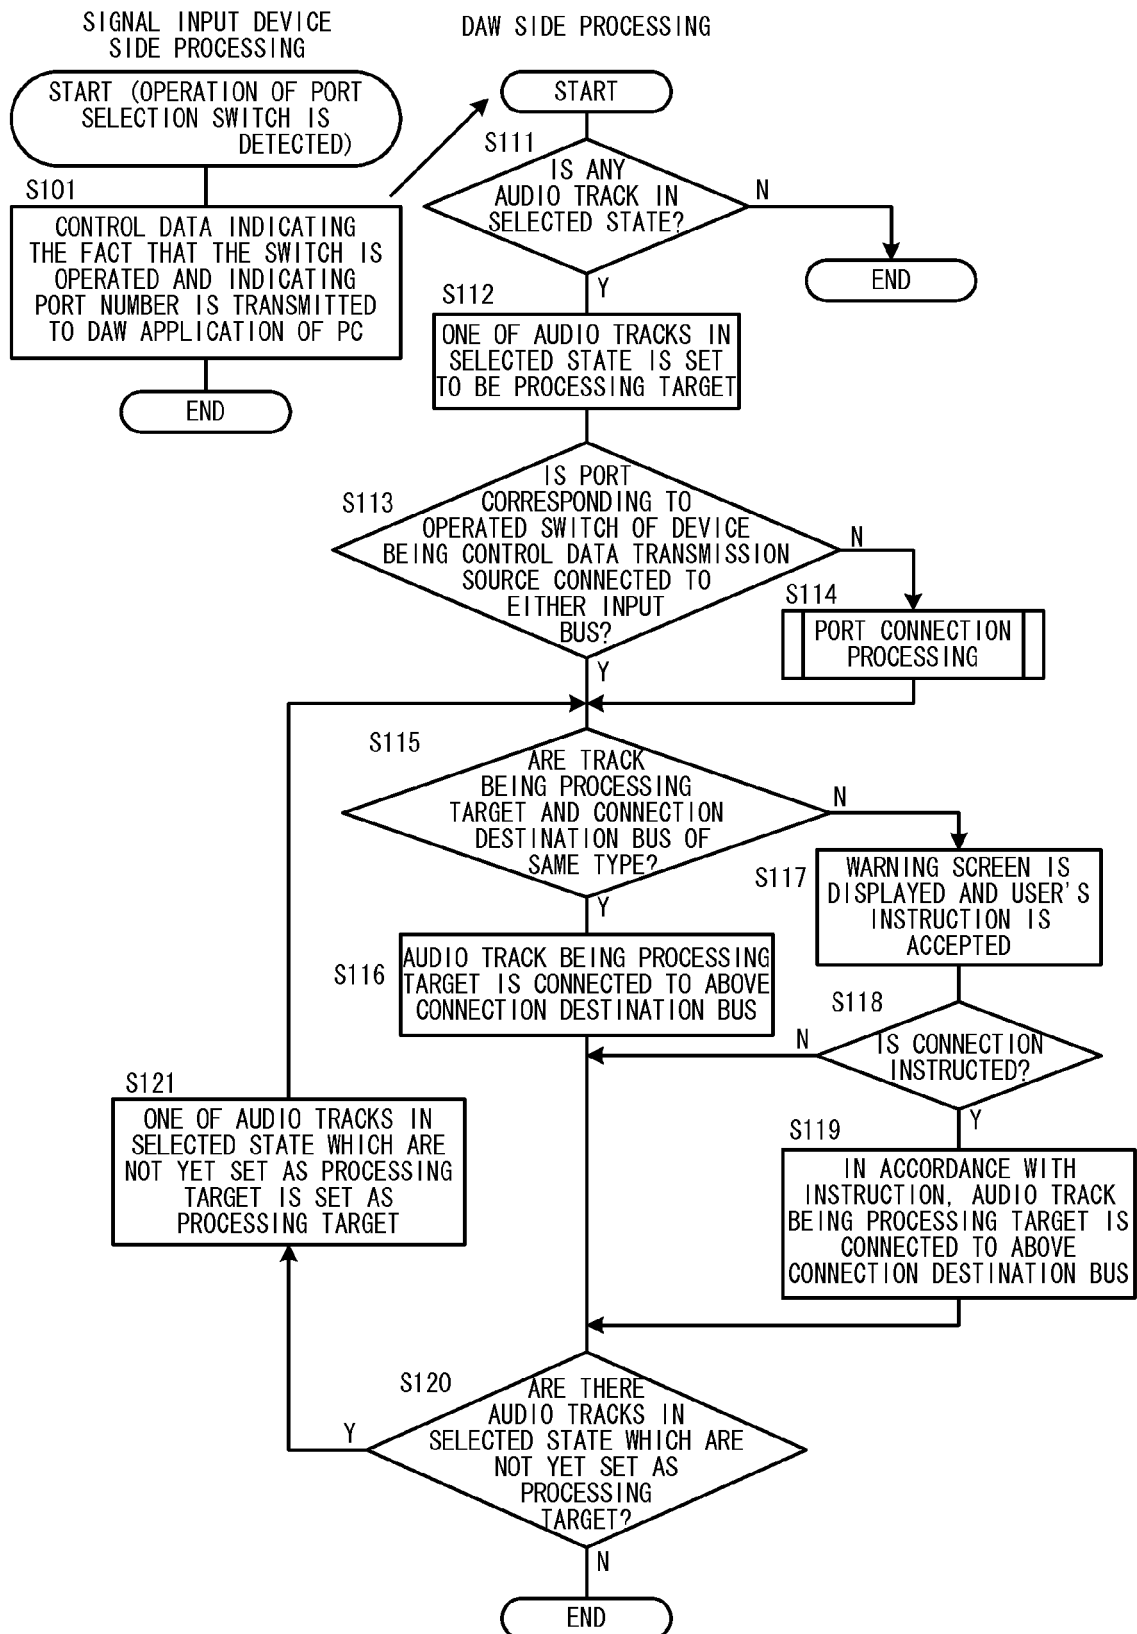 SIGNAL INPUT DEVICE
SIDE PROCESSING
START (OPERATION OF PORT
SELECTION SWITCH IS
DETECTED)
S101
CONTROL DATA INDICATING
THE FACT THAT THE SWITCH IS
OPERATED AND INDICATING
PORT NUMBER IS TRANSMITTED
TO DAW APPLICATION OF PC
END
DAW SIDE PROCESSING
START
S111
IS ANY
AUDIO TRACK IN
SELECTED STATE?
N
END
Y
S112
ONE OF AUDIO TRACKS IN
SELECTED STATE IS SET
TO BE PROCESSING TARGET
S113
IS PORT
CORRESPONDING TO
OPERATED SWITCH OF DEVICE
BEING CONTROL DATA TRANSMISSION
SOURCE CONNECTED TO
EITHER INPUT
BUS?
N
S114
PORT CONNECTION
PROCESSING
Y
S115
ARE TRACK
BEING PROCESSING
TARGET AND CONNECTION
DESTINATION BUS OF
SAME TYPE?
N
S117
WARNING SCREEN IS
DISPLAYED AND USER'S
INSTRUCTION IS
ACCEPTED
Y
S116
AUDIO TRACK BEING PROCESSING
TARGET IS CONNECTED TO ABOVE
CONNECTION DESTINATION BUS
S118
IS CONNECTION
INSTRUCTED?
N
Y
S119
IN ACCORDANCE WITH
INSTRUCTION, AUDIO TRACK
BEING PROCESSING TARGET IS
CONNECTED TO ABOVE
CONNECTION DESTINATION BUS
S121
ONE OF AUDIO TRACKS IN
SELECTED STATE WHICH ARE
NOT YET SET AS PROCESSING
TARGET IS SET AS
PROCESSING TARGET
S120
ARE THERE
AUDIO TRACKS IN
SELECTED STATE WHICH ARE
NOT YET SET AS
PROCESSING
TARGET?
Y
N
END